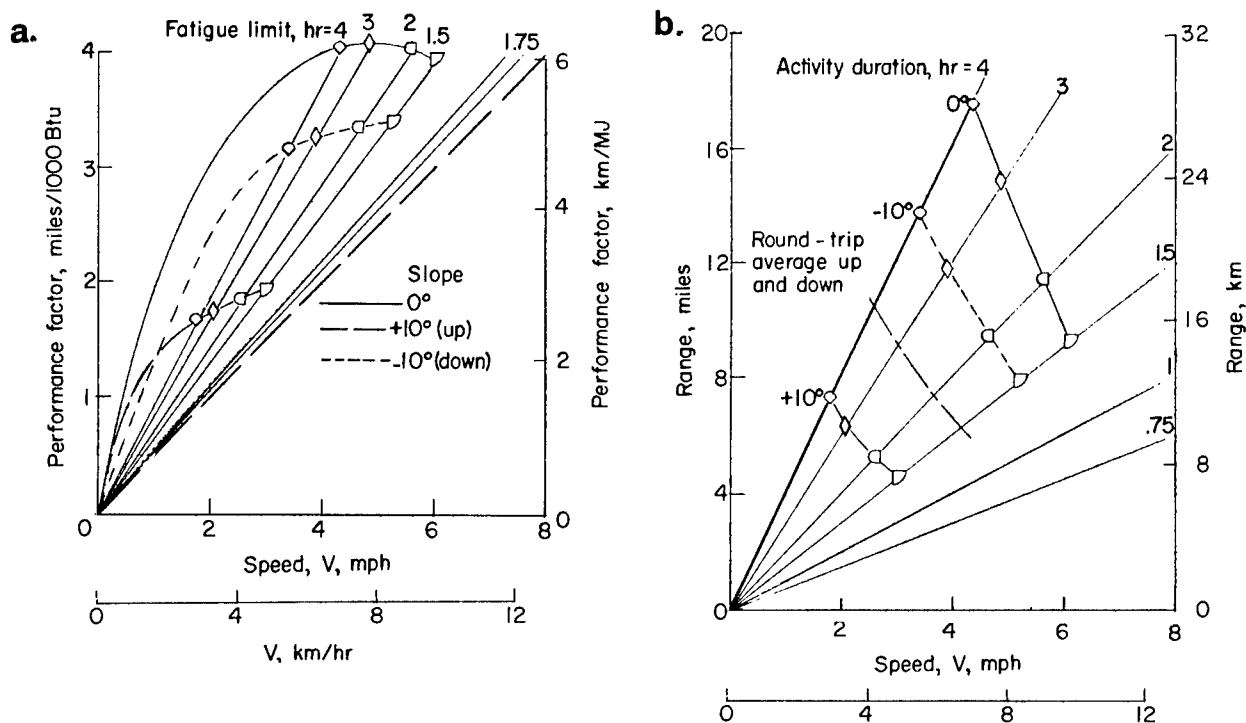 a.
Fatigue limit, hr = 4 3 2 1.5 1.75
4
3
2
1
0
Performance factor, miles/1000 Btu
6
4
2
0
Performance factor, km/MJ
Slope
0°
+10° (up)
-10° (down)
0 2 4 6 8
Speed, V, mph
0 4 8 12
V, km/hr
b.
20
16
12
8
4
0
Range, miles
32
24
16
8
0
Range, km
Activity duration, hr = 4
3
2
1.5
1
.75
0°
-10°
+10°
Round-trip
average up
and down
2 4 6 8
Speed, V, mph
0 4 8 12